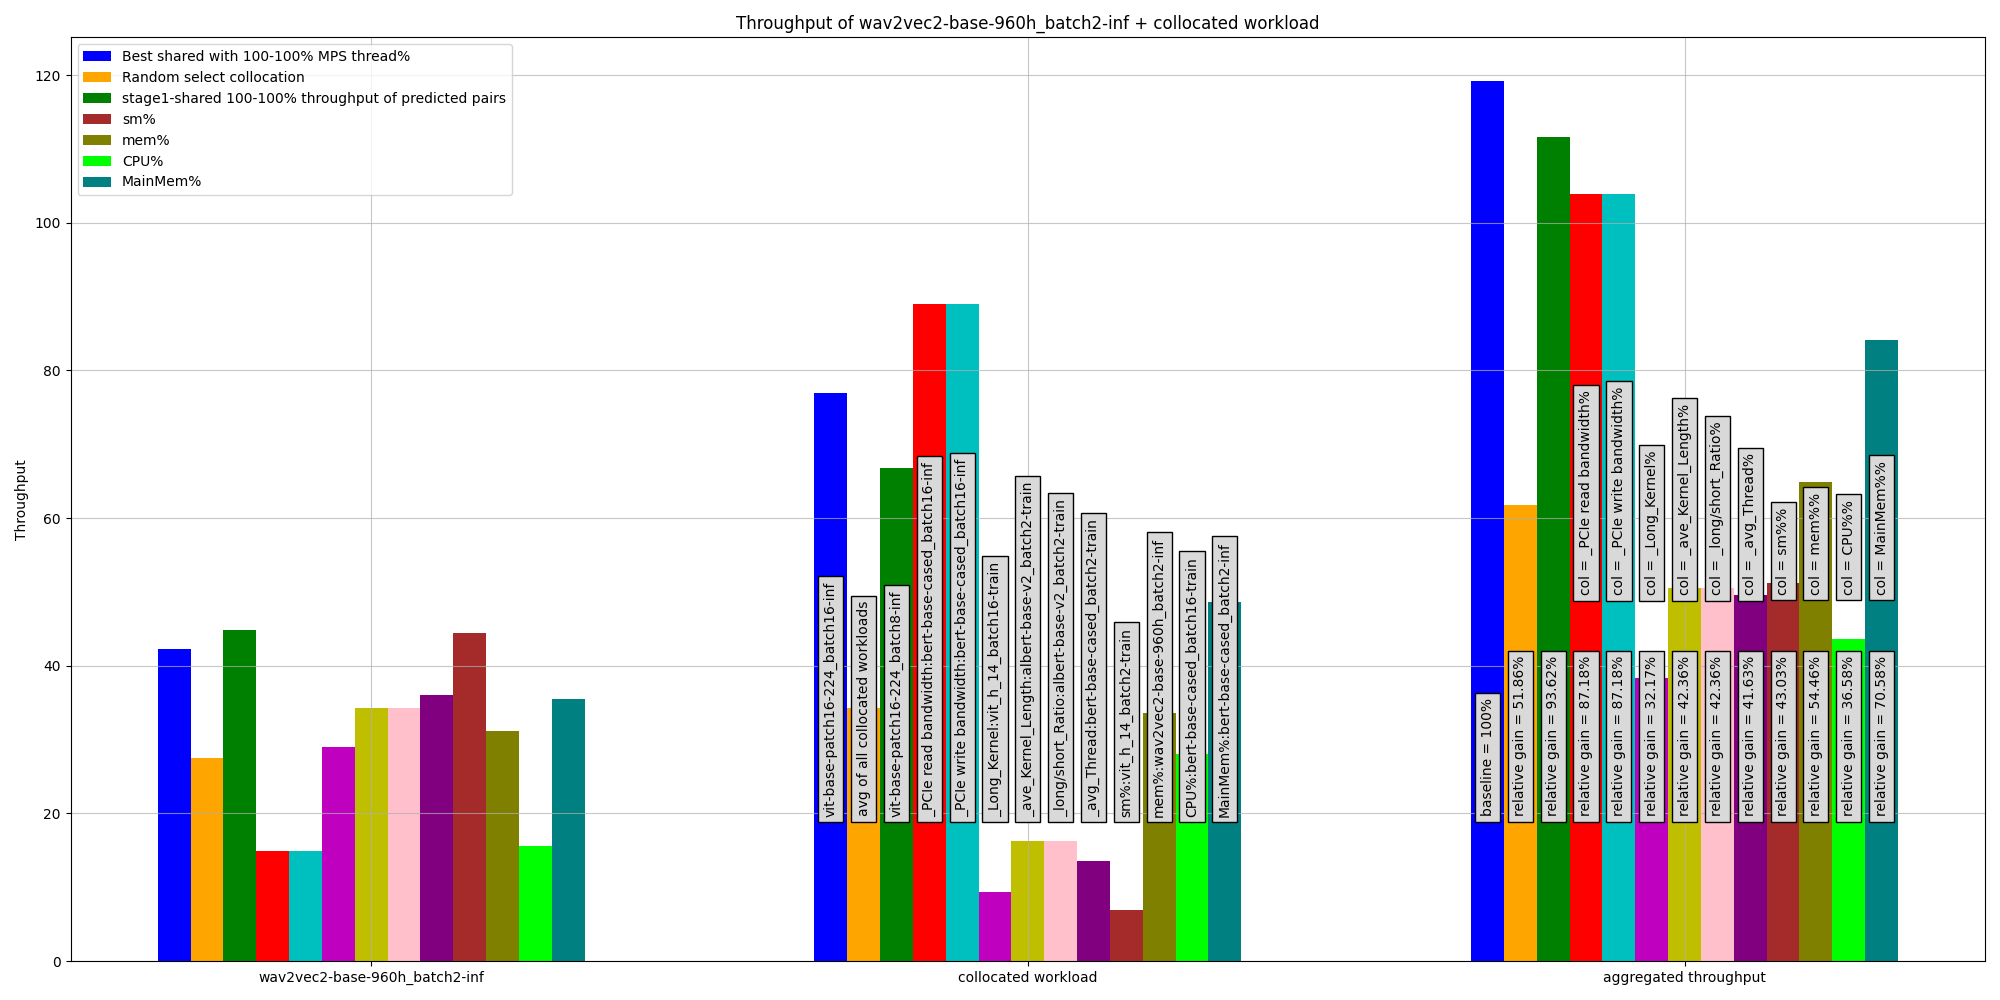 Throughput of wav2vec2-base-960h_batch2-inf + collocated workload
Best shared with 100-100% MPS thread%
Random select collocation
stage1-shared 100-100% throughput of predicted pairs
sm%
mem%
CPU%
MainMem%
Throughput
120
100
80
60
40
20
0
vit-base-patch16-224_batch16-inf
avg of all collocated workloads
vit-base-patch16-224_batch8-inf
_PCIe read bandwidth:bert-base-cased_batch16-inf
_PCIe write bandwidth:bert-base-cased_batch16-inf
_Long_Kernel:vit_h_14_batch16-train
_ave_Kernel_Length:albert-base-v2_batch2-train
_long/short_Ratio:albert-base-v2_batch2-train
_avg_Thread:bert-base-cased_batch2-train
sm%:vit_h_14_batch2-train
mem%:wav2vec2-base-960h_batch2-inf
CPU%:bert-base-cased_batch16-train
MainMem%:bert-base-cased_batch2-inf
col = _PCIe read bandwidth%
col = _PCIe write bandwidth%
col = _Long_Kernel%
col = _ave_Kernel_Length%
col = _long/short_Ratio%
col = _avg_Thread%
col = sm%%
col = mem%%
col = CPU%%
col = MainMem%%
baseline = 100%
relative gain = 51.86%
relative gain = 93.62%
relative gain = 87.18%
relative gain = 87.18%
relative gain = 32.17%
relative gain = 42.36%
relative gain = 42.36%
relative gain = 41.63%
relative gain = 43.03%
relative gain = 54.46%
relative gain = 36.58%
relative gain = 70.58%
wav2vec2-base-960h_batch2-inf
collocated workload
aggregated throughput